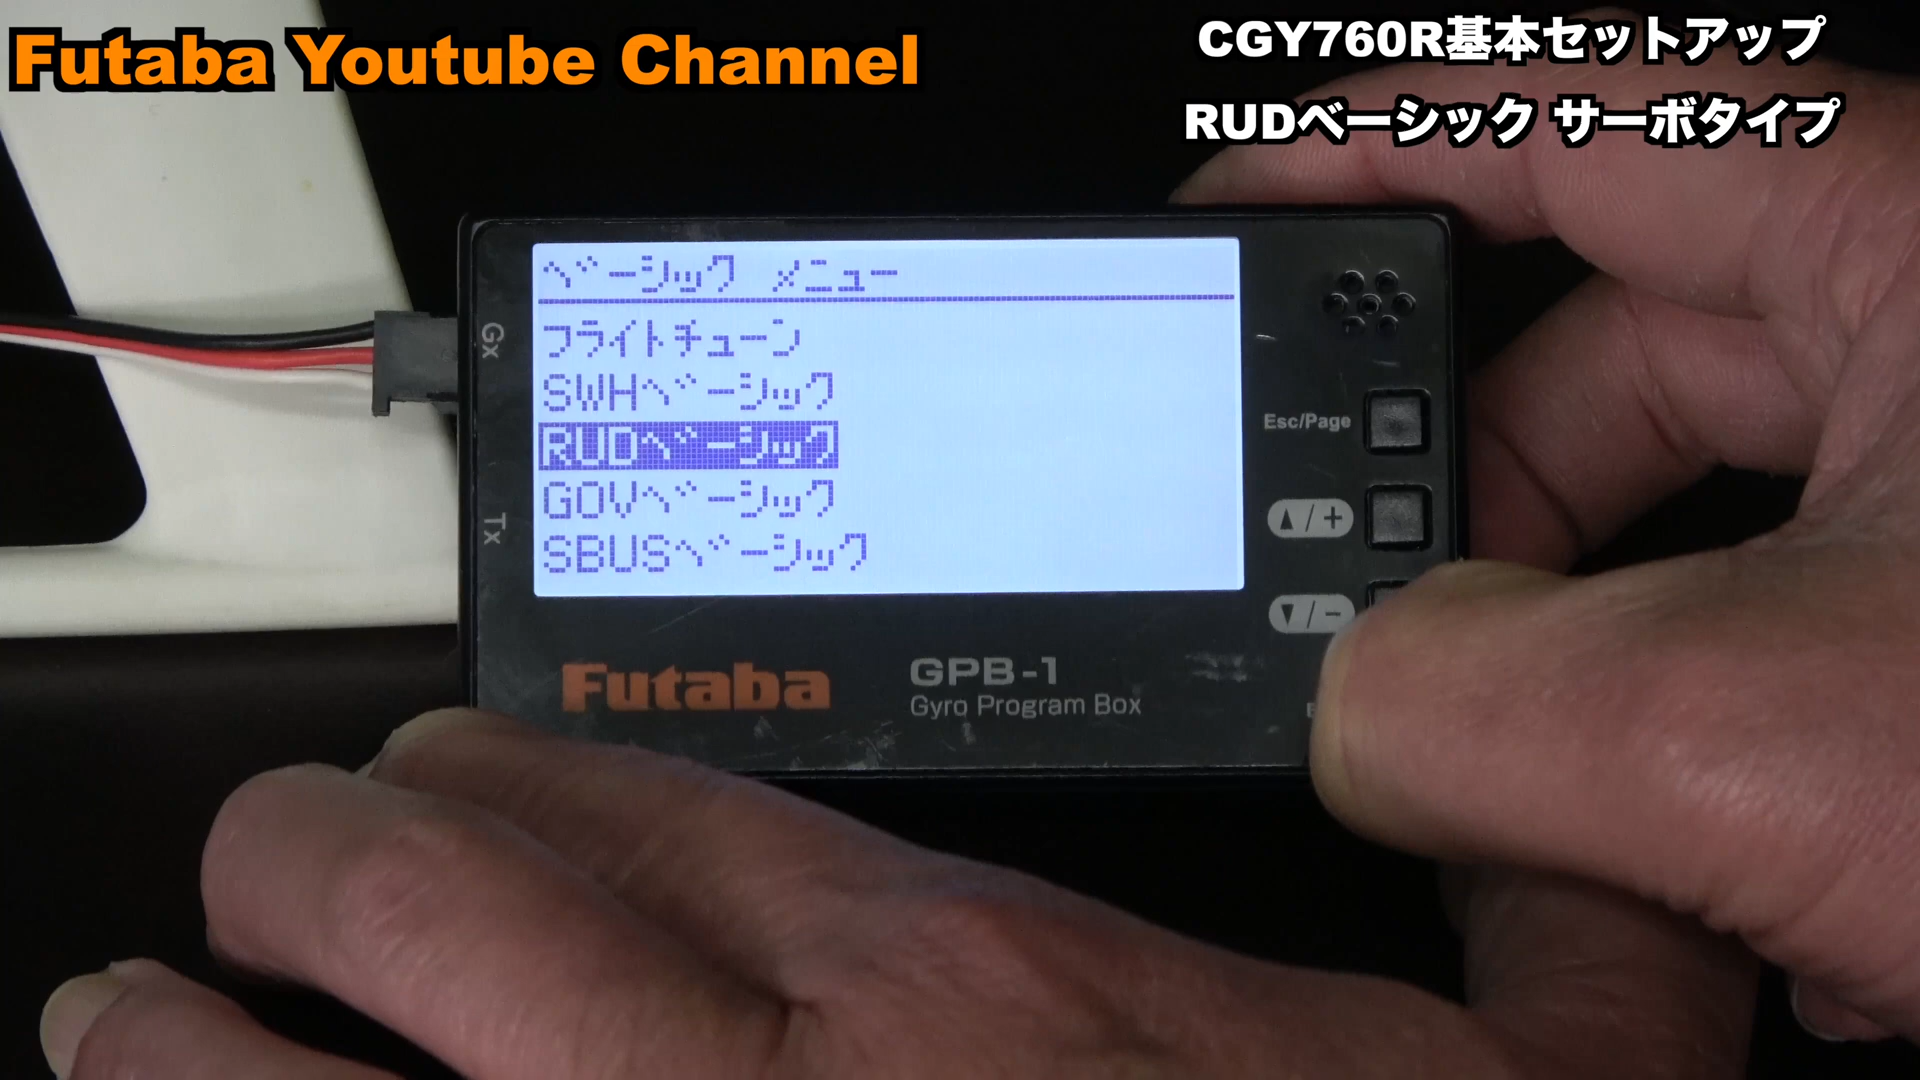 Futaba Youtube Channel
CGY760R基本セットアップ
RUDベーシック サーボタイプ
ベーシック メニュー
フライトチューン
SWHベーシック
RUDベーシック
GOVベーシック
SBUSベーシック
Gx
Tx
Esc/Page
▲/+
▼/−
Futaba
GPB-1
Gyro Program Box